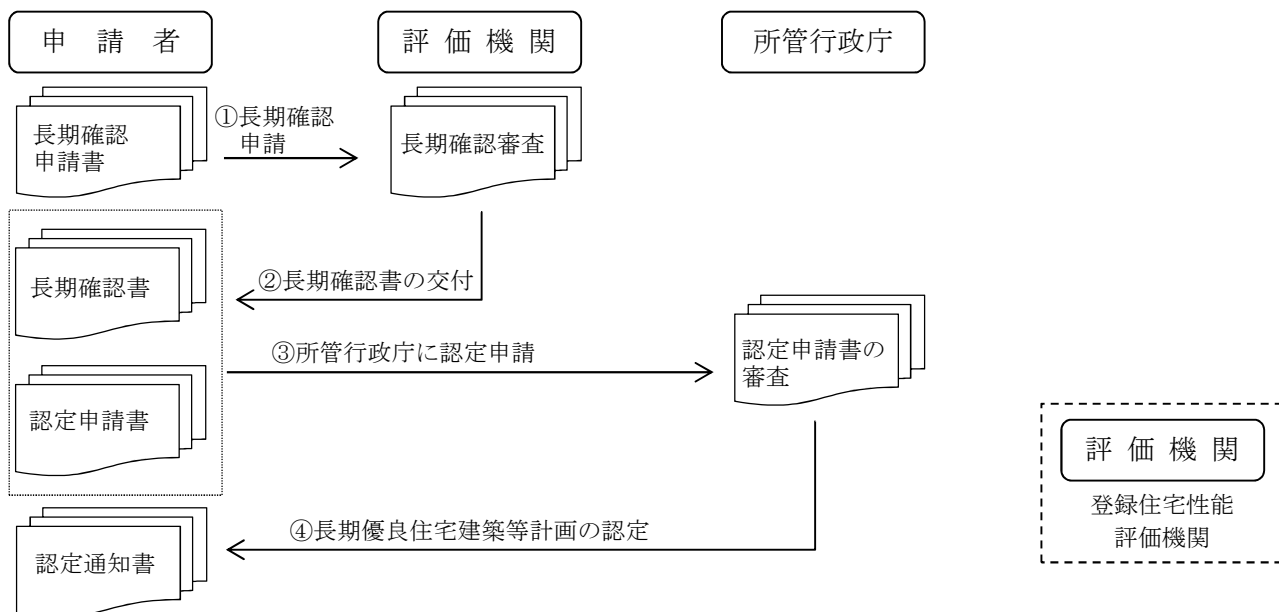 申　請　者
評 価 機 関
所管行政庁
長期確認
申請書
①長期確認
申請
長期確認審査
長期確認書
②長期確認書の交付
③所管行政庁に認定申請
認定申請書の
審査
認定申請書
④長期優良住宅建築等計画の認定
認定通知書
評 価 機 関
登録住宅性能
評価機関